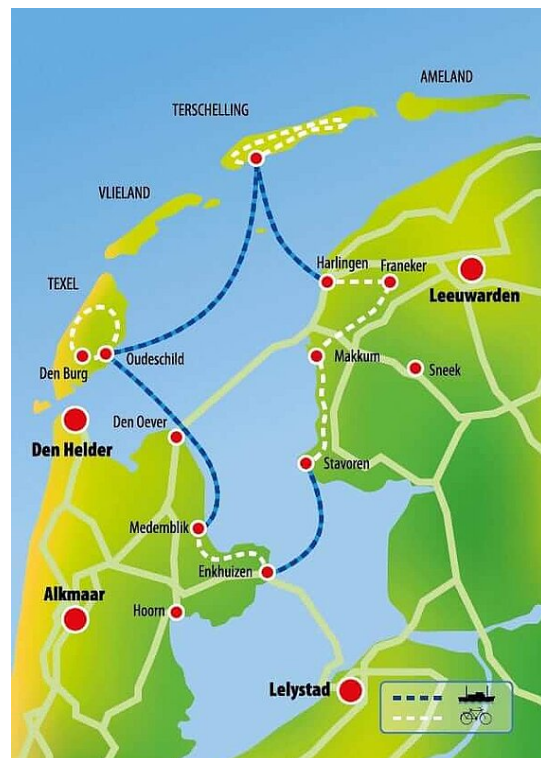 AMELAND
TERSCHELLING
VLIELAND
Harlingen
Franeker
TEXEL
Leeuwarden
Makkum
Oudeschild
Den Burg
Sneek
Den Oever
Den Helder
Stavoren
Medemblik
Enkhuizen
Alkmaar
Hoorn
Lelystad